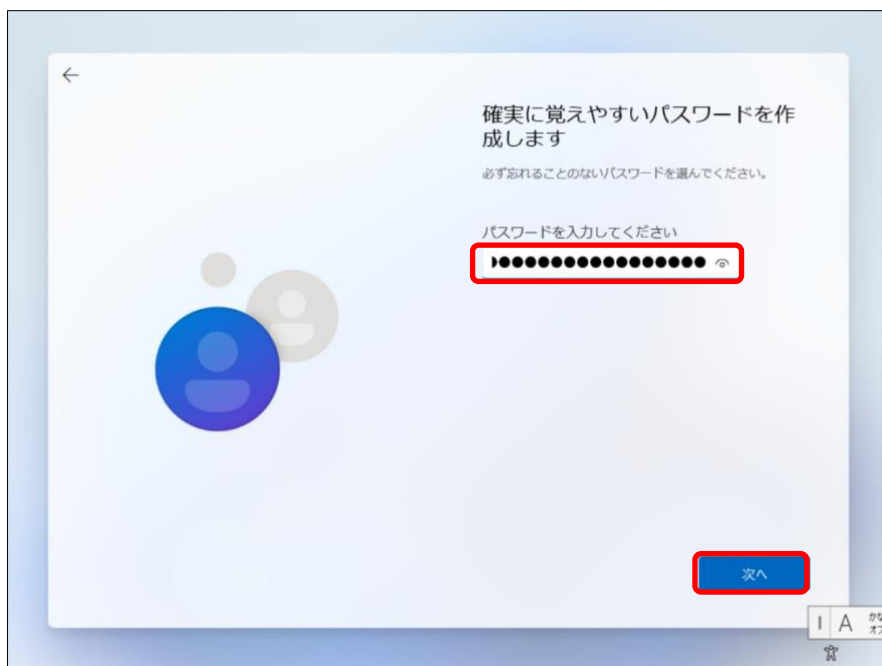 確実に覚えやすいパスワードを作
成します
必ず忘れることのないパスワードを選んでください。
パスワードを入力してください
次へ
A